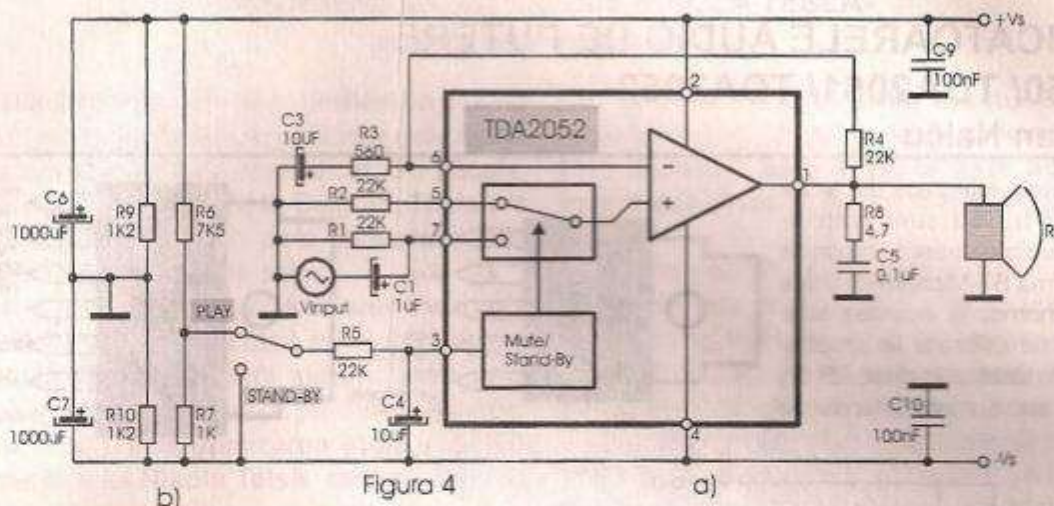 +Vs
C9
100nF
2
TDA2052
C3
10uF
R3
560
6
R4
22K
R2
22K
5
1
C6
1000uF
R9
1K2
R6
7K5
R1
22K
7
R8
4,7
C5
0,1uF
Vinput
C1
1uF
PLAY
R5
22K
3
Mute/
Stand-By
STAND-BY
C7
1000uF
R10
1K2
R7
1K
C4
10uF
4
C10
100nF
-Vs
b)
Figura 4
a)